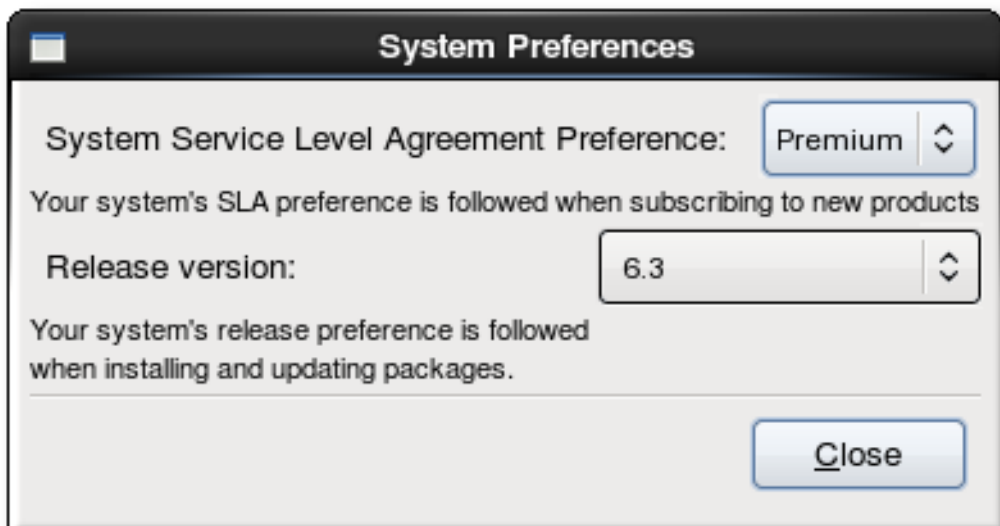 System Preferences
System Service Level Agreement Preference: Premium
Your system's SLA preference is followed when subscribing to new products
Release version: 6.3
Your system's release preference is followed
when installing and updating packages.
Close